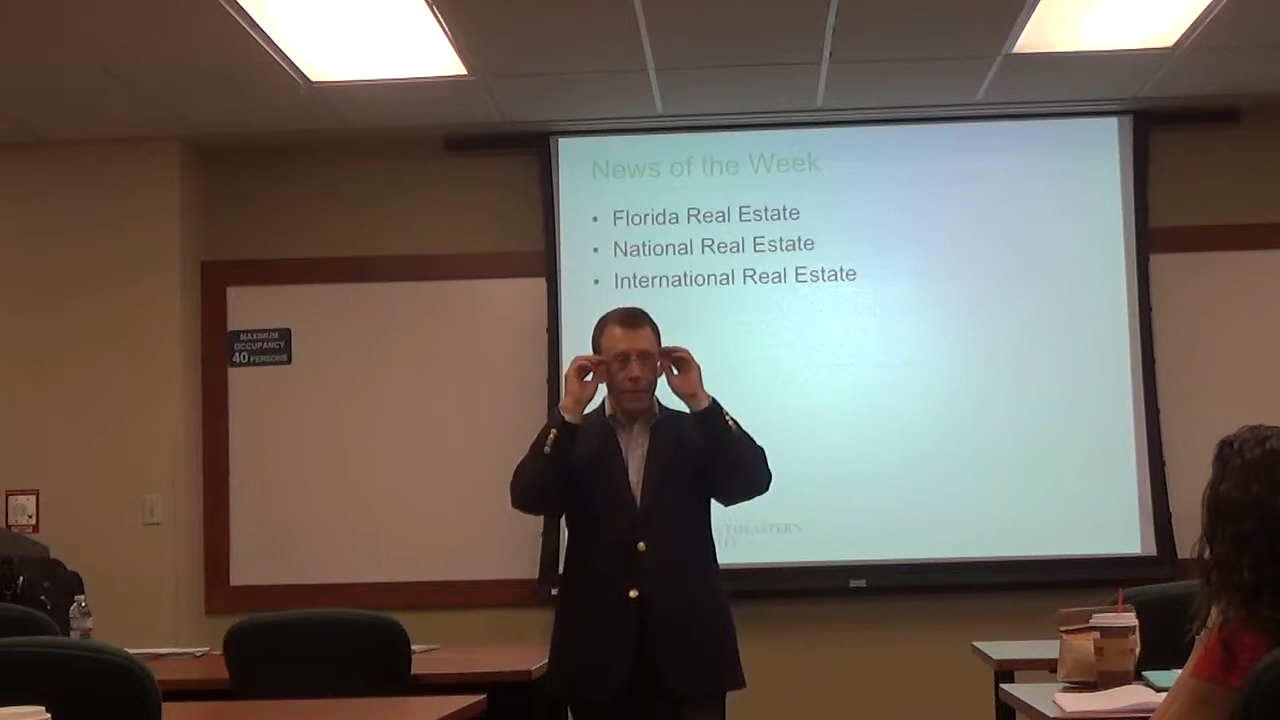 News of the Week
• Florida Real Estate
• National Real Estate
• International Real Estate
MAXIMUM
OCCUPANCY
40 PERSONS